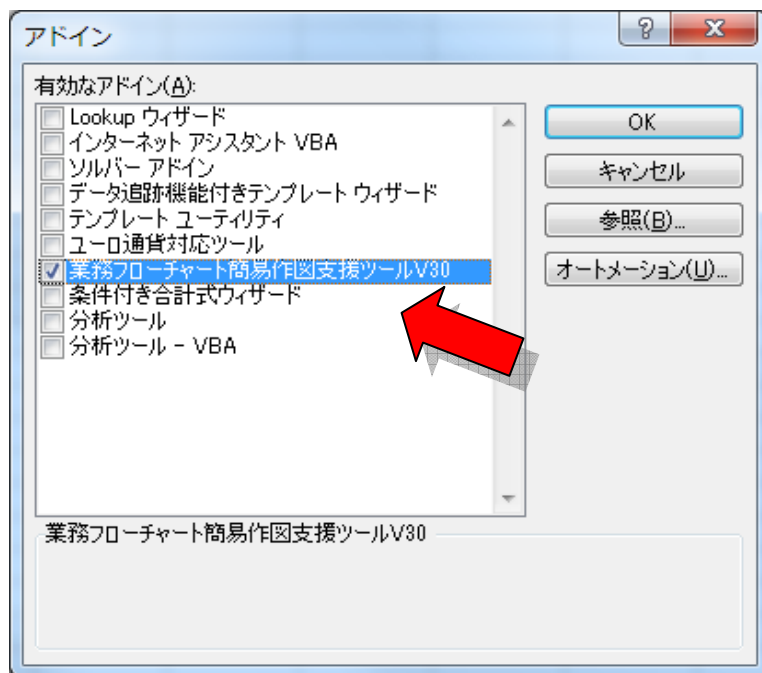 アドイン
有効なアドイン(A):
Lookup ウィザード
インターネット アシスタント VBA
ソルバー アドイン
データ追跡機能付きテンプレート ウィザード
テンプレート ユーティリティ
ユーロ通貨対応ツール
業務フローチャート簡易作図支援ツールV30
条件付き合計式ウィザード
分析ツール
分析ツール - VBA
OK
キャンセル
参照(B)...
オートメーション(U)...
業務フローチャート簡易作図支援ツールV30